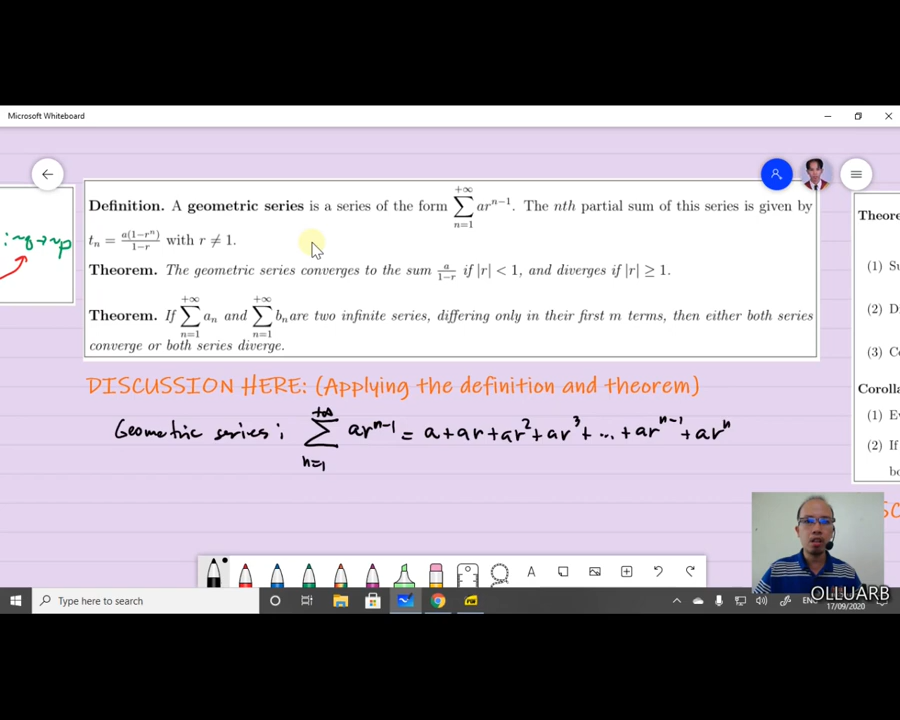 Microsoft Whiteboard
Definition. A geometric series is a series of the form \sum_{n=1}^{+\infty} ar^{n-1}. The nth partial sum of this series is given by
t_n = \frac{a(1-r^n)}{1-r} with r ≠ 1.
Theorem. The geometric series converges to the sum \frac{a}{1-r} if |r| < 1, and diverges if |r| ≥ 1.
Theorem. If \sum_{n=1}^{+\infty} a_n and \sum_{n=1}^{+\infty} b_n are two infinite series, differing only in their first m terms, then either both series
converge or both series diverge.
DISCUSSION HERE: (Applying the definition and theorem)
Geometric series: \sum_{n=1}^{+\infty} ar^{n-1} = a + ar + ar^2 + ar^3 + ... + ar^{n-1} + ar^n
Theore
(1) Su
(2) D
(3) Co
Corolla
(1) Ev
(2) If
bo
SC
A
Type here to search
OLLUARB
17/09/2020